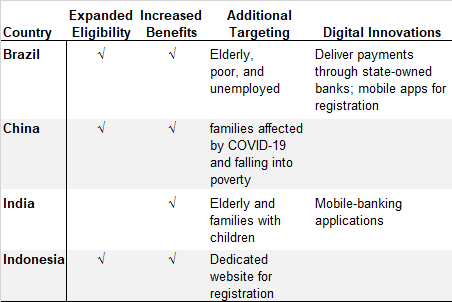 Country Expanded Eligibility Increased Benefits Additional Targeting Digital Innovations
Brazil √ √ Elderly, Deliver payments
poor, and through state-owned
unemployed banks; mobile apps for
registration
China √ √ families affected
by COVID-19
and falling into
poverty
India √ Elderly and Mobile-banking
families with applications
children
Indonesia √ √ Dedicated
website for
registration